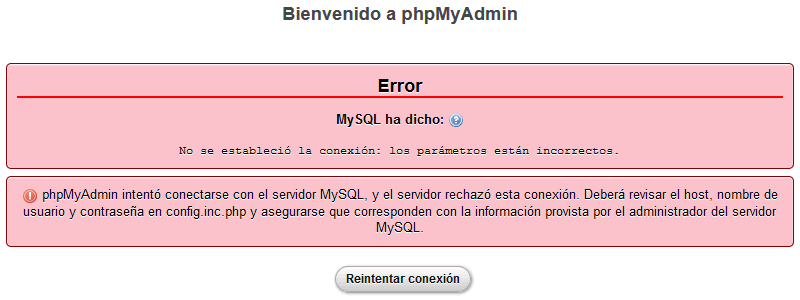 Bienvenido a phpMyAdmin
Error
MySQL ha dicho:
No se estableció la conexión: los parámetros están incorrectos.
phpMyAdmin intentó conectarse con el servidor MySQL, y el servidor rechazó esta conexión. Deberá revisar el host, nombre de
usuario y contraseña en config.inc.php y asegurarse que corresponden con la información provista por el administrador del servidor
MySQL.
Reintentar conexión